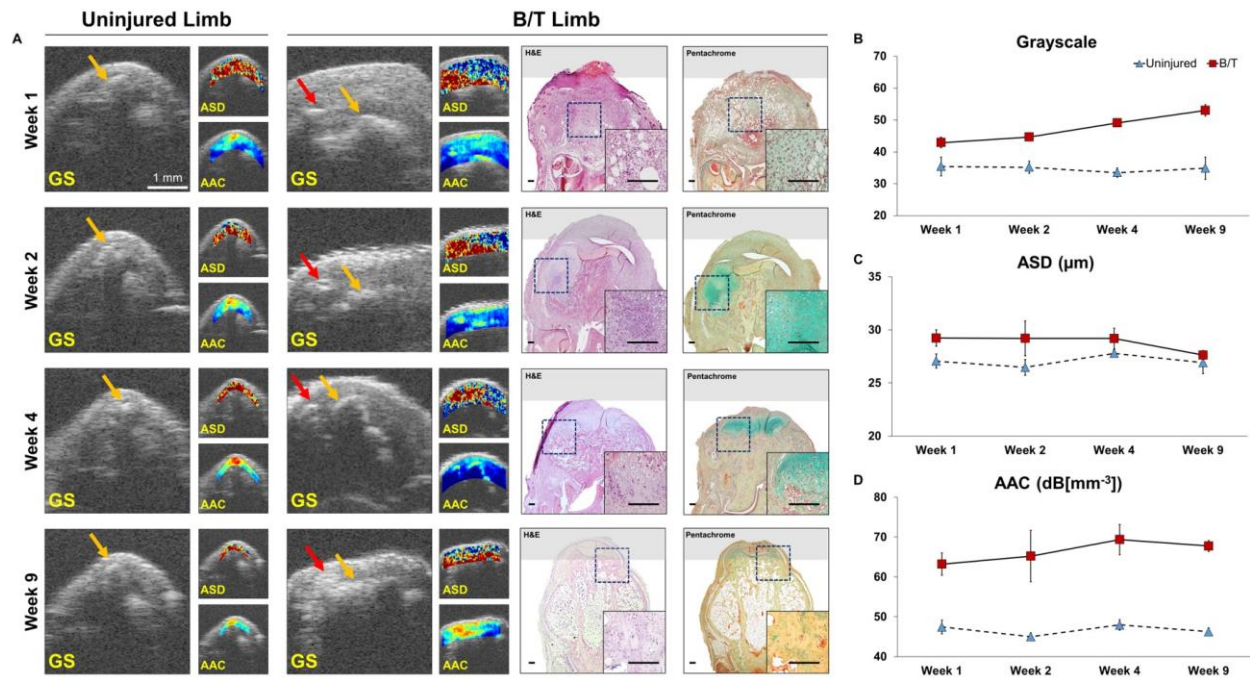 Uninjured Limb
B/T Limb
A
Week 1
GS
1 mm
ASD
AAC
GS
ASD
AAC
H&E
Pentachrome
Week 2
GS
ASD
AAC
GS
ASD
AAC
H&E
Pentachrome
Week 4
GS
ASD
AAC
GS
ASD
AAC
H&E
Pentachrome
Week 9
GS
ASD
AAC
GS
ASD
AAC
H&E
Pentachrome
B
Grayscale
Uninjured B/T
70
60
50
40
30
20
Week 1 Week 2 Week 4 Week 9
C
ASD (µm)
35
30
25
20
Week 1 Week 2 Week 4 Week 9
D
AAC (dB[mm⁻³])
80
70
60
50
40
Week 1 Week 2 Week 4 Week 9